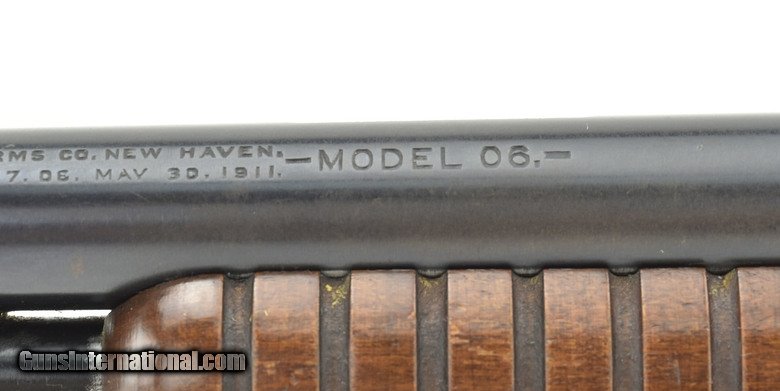 RMS CO. NEW HAVEN.
7. 06. MAY 30. 1911.
—MODEL 06.—
GunsInternational.com